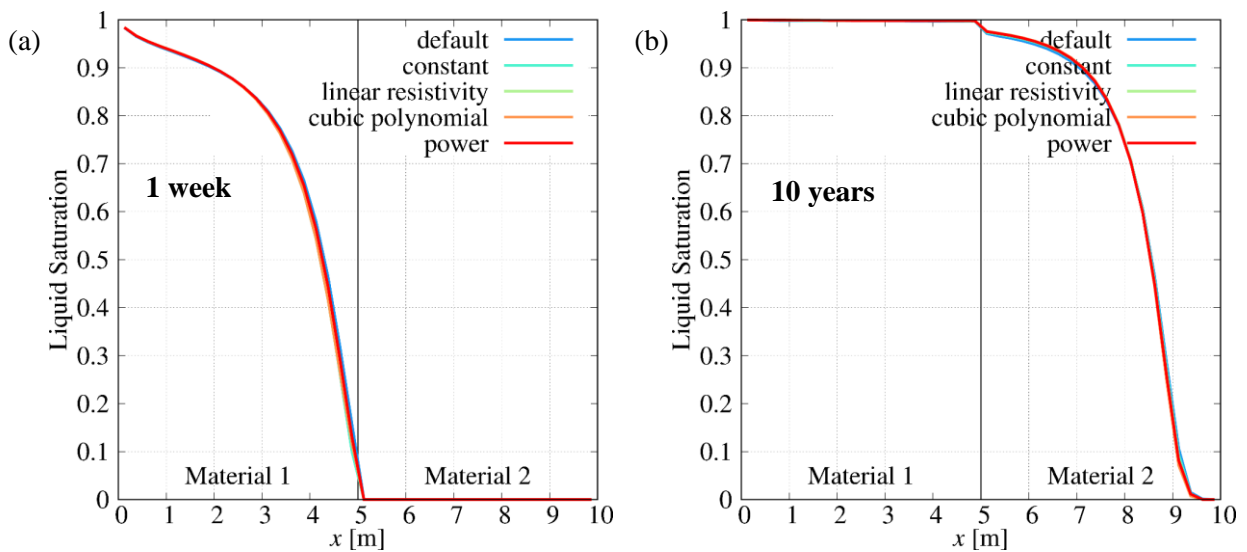 (a)
Liquid Saturation
1
0.9
0.8
0.7
0.6
0.5
0.4
0.3
0.2
0.1
0
default
constant
linear resistivity
cubic polynomial
power
1 week
Material 1
Material 2
0 1 2 3 4 5 6 7 8 9 10
x [m]
(b)
Liquid Saturation
1
0.9
0.8
0.7
0.6
0.5
0.4
0.3
0.2
0.1
0
default
constant
linear resistivity
cubic polynomial
power
10 years
Material 1
Material 2
0 1 2 3 4 5 6 7 8 9 10
x [m]